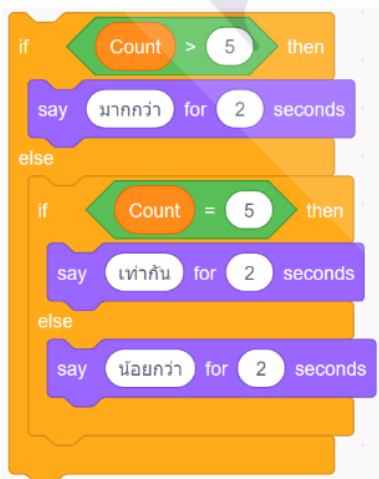 if Count > 5 then
say มากกว่า for 2 seconds
else
if Count = 5 then
say เท่ากัน for 2 seconds
else
say น้อยกว่า for 2 seconds